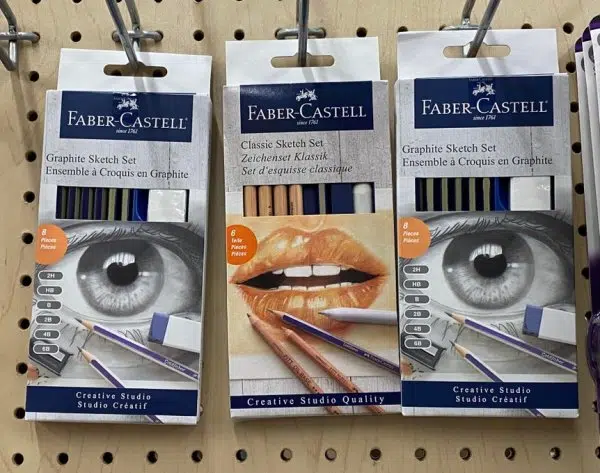 FABER-CASTELL
since 1761
Graphite Sketch Set
Ensemble à Croquis en Graphite
8
Pieces
Pièces
2H
HB
B
2B
4B
6B
Creative Studio
Studio Créatif
FABER-CASTELL
since 1761
Classic Sketch Set
Zeichenset Klassik
Set d'esquisse classique
6
Teile
Pieces
Pièces
Creative Studio Quality
FABER-CASTELL
since 1761
Graphite Sketch Set
Ensemble à Croquis en Graphite
8
Pieces
Pièces
2H
HB
B
2B
4B
6B
Creative Studio
Studio Créatif